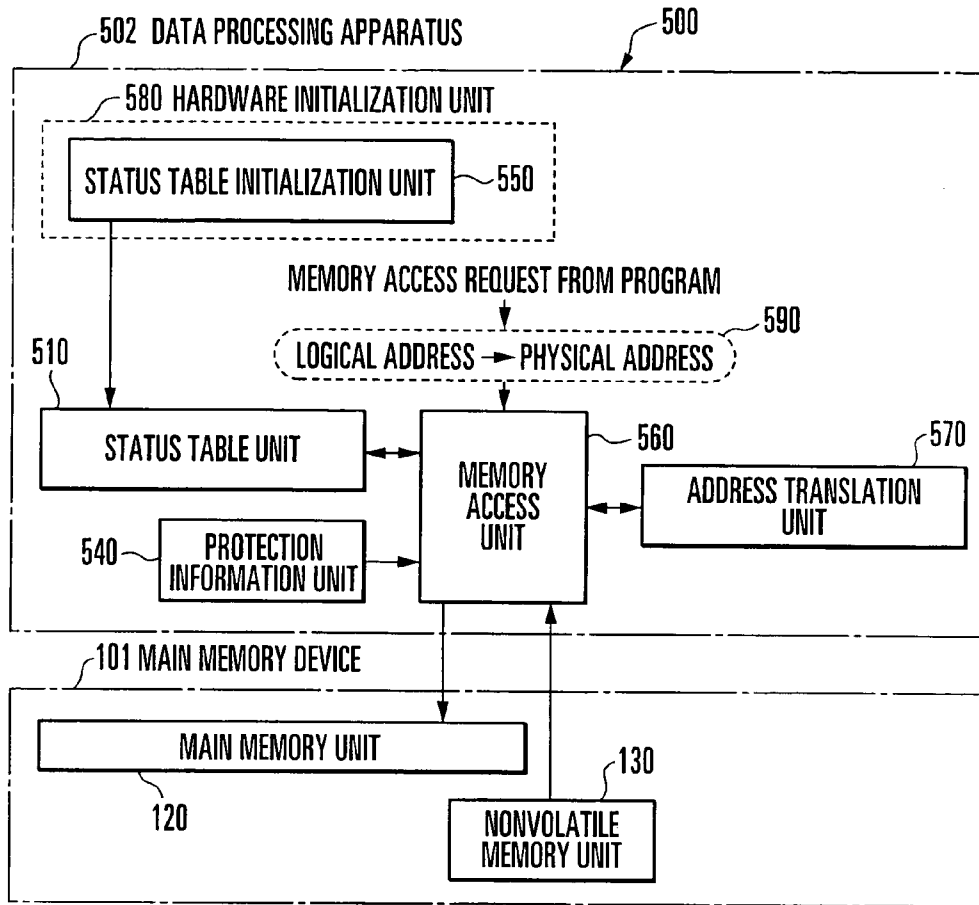 502 DATA PROCESSING APPARATUS
500
580 HARDWARE INITIALIZATION UNIT
STATUS TABLE INITIALIZATION UNIT
550
MEMORY ACCESS REQUEST FROM PROGRAM
590
LOGICAL ADDRESS → PHYSICAL ADDRESS
510
STATUS TABLE UNIT
560
MEMORY
ACCESS
UNIT
570
ADDRESS TRANSLATION
UNIT
540
PROTECTION
INFORMATION UNIT
101 MAIN MEMORY DEVICE
MAIN MEMORY UNIT
120
130
NONVOLATILE
MEMORY UNIT